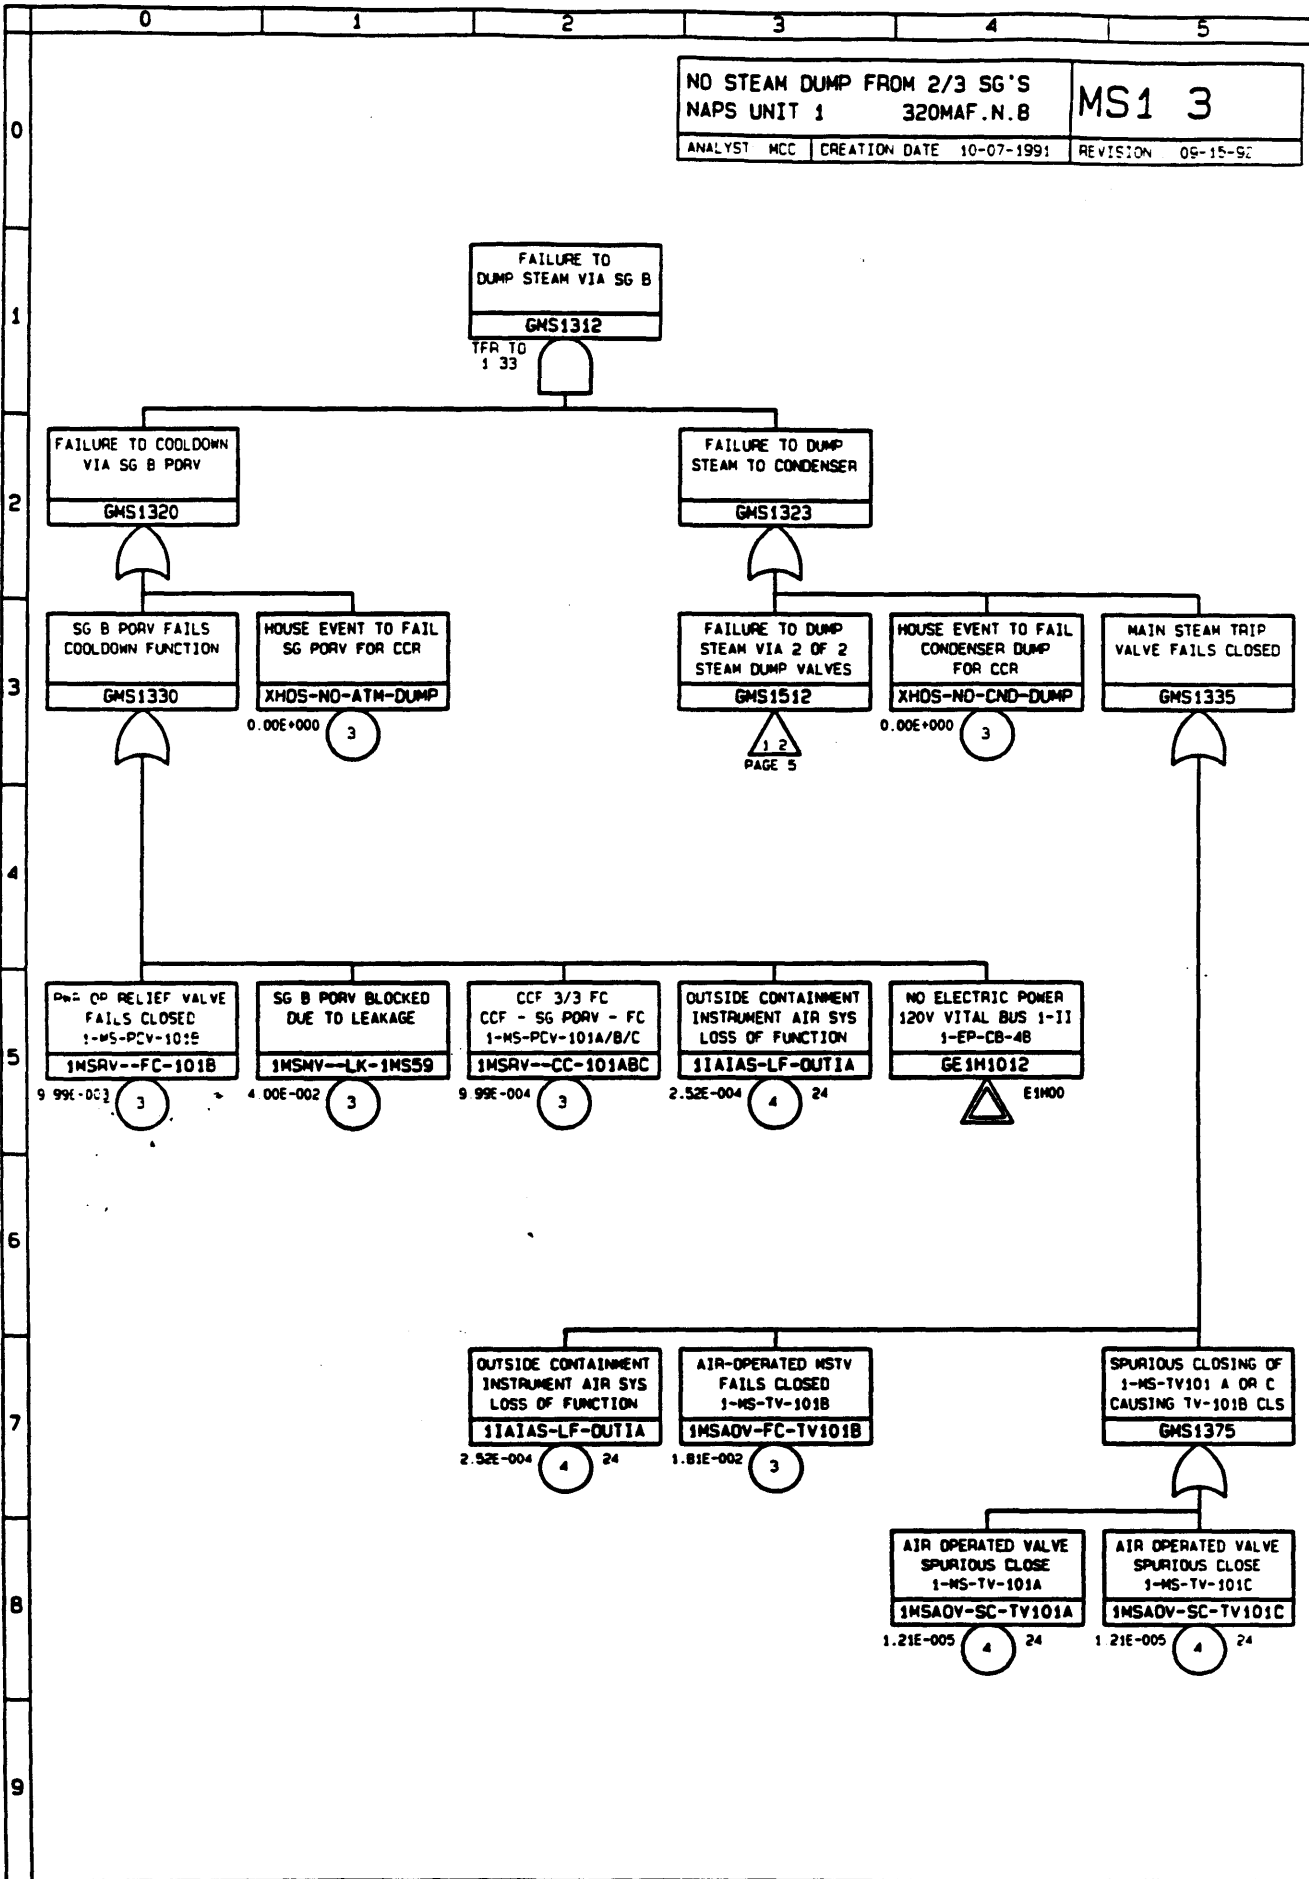 0 1 2 3 4 5
NO STEAM DUMP FROM 2/3 SG'S
NAPS UNIT 1 320MAF.N.8
MS1 3
ANALYST MCC CREATION DATE 10-07-1991 REVISION 09-15-92
0
1
2
3
4
5
6
7
8
9
FAILURE TO
DUMP STEAM VIA SG B
GMS1312
TFR TO
1 33
FAILURE TO COOLDOWN
VIA SG B PORV
GMS1320
FAILURE TO DUMP
STEAM TO CONDENSER
GMS1323
SG B PORV FAILS
COOLDOWN FUNCTION
GMS1330
HOUSE EVENT TO FAIL
SG PORV FOR CCR
XHOS-NO-ATM-DUMP
0.00E+000 3
FAILURE TO DUMP
STEAM VIA 2 OF 2
STEAM DUMP VALVES
GMS1512
1 2
PAGE 5
HOUSE EVENT TO FAIL
CONDENSER DUMP
FOR CCR
XHOS-NO-CND-DUMP
0.00E+000 3
MAIN STEAM TRIP
VALVE FAILS CLOSED
GMS1335
OP RELIEF VALVE
FAILS CLOSED
1-MS-PCV-101B
1MSRV--FC-101B
9.99E-003 3
SG B PORV BLOCKED
DUE TO LEAKAGE
1MSMV--LK-1MS59
4.00E-002 3
CCF 3/3 FC
CCF - SG PORV - FC
1-MS-PCV-101A/B/C
1MSRV--CC-101ABC
9.99E-004 3
OUTSIDE CONTAINMENT
INSTRUMENT AIR SYS
LOSS OF FUNCTION
1IAIAS-LF-OUTIA
2.52E-004 4 24
NO ELECTRIC POWER
120V VITAL BUS 1-II
1-EP-CB-4B
GE1M1012
E1M00
OUTSIDE CONTAINMENT
INSTRUMENT AIR SYS
LOSS OF FUNCTION
1IAIAS-LF-OUTIA
2.52E-004 4 24
AIR-OPERATED MSTV
FAILS CLOSED
1-MS-TV-101B
1MSAOV-FC-TV101B
1.81E-002 3
SPURIOUS CLOSING OF
1-MS-TV101 A OR C
CAUSING TV-101B CLS
GMS1375
AIR OPERATED VALVE
SPURIOUS CLOSE
1-MS-TV-101A
1MSAOV-SC-TV101A
1.21E-005 4 24
AIR OPERATED VALVE
SPURIOUS CLOSE
1-MS-TV-101C
1MSAOV-SC-TV101C
1.21E-005 4 24